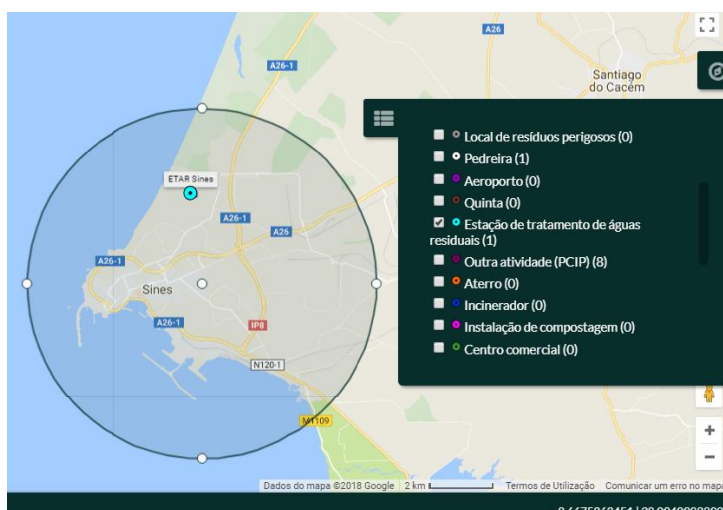 A26
A26-1
Santiago
do Cacém
Local de resíduos perigosos (0)
Pedreira (1)
Aeroporto (0)
Quinta (0)
Estação de tratamento de águas
residuais (1)
Outra atividade (PCIP) (8)
Aterro (0)
Incinerador (0)
Instalação de compostagem (0)
Centro comercial (0)
ETAR Sines
A26-1
A26
A26-1
Sines
A26-1
IP8
N120-1
M1109
Dados do mapa ©2018 Google 2 km Termos de Utilização Comunicar um erro no mapa